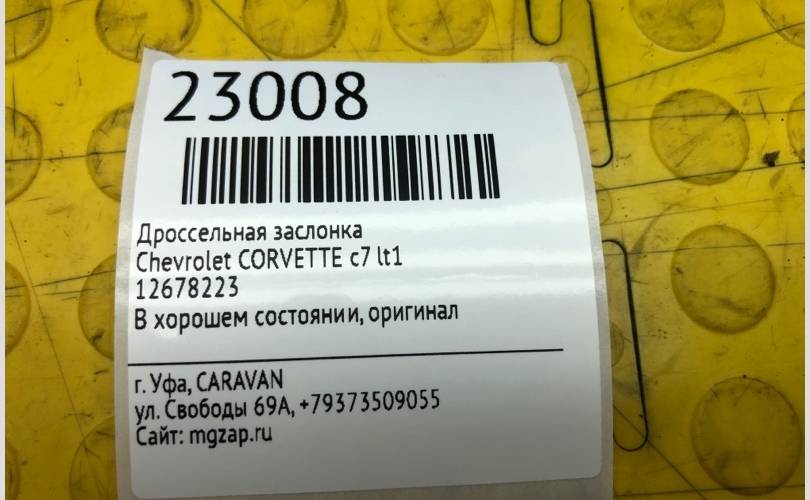 23008
Дроссельная заслонка
Chevrolet CORVETTE c7 lt1
12678223
В хорошем состоянии, оригинал
г. Уфа, CARAVAN
ул. Свободы 69А, +79373509055
Сайт: mgzap.ru